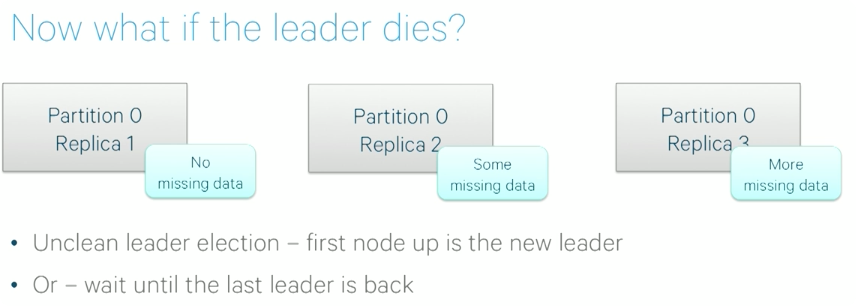 Now what if the leader dies?
Partition 0
Replica 1
No
missing data
Partition 0
Replica 2
Some
missing data
Partition 0
Replica 3
More
missing data
• Unclean leader election – first node up is the new leader
• Or – wait until the last leader is back